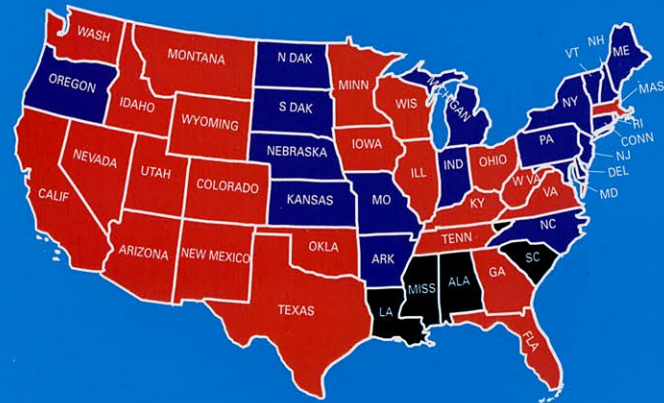 WASH
MONTANA
N DAK
MINN
VT
NH
ME
OREGON
IDAHO
S DAK
WIS
MICHIGAN
NY
MAS
WYOMING
RI
CONN
NEBRASKA
IOWA
PA
NJ
NEVADA
UTAH
COLORADO
ILL
IND
OHIO
W VA
DEL
MD
CALIF
KANSAS
MO
KY
VA
ARIZONA
NEW MEXICO
OKLA
ARK
TENN
NC
TEXAS
LA
MISS
ALA
GA
SC
FLA